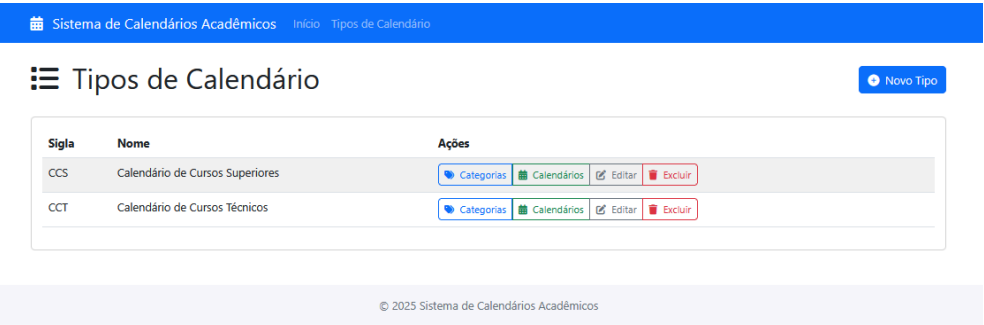 Sistema de Calendários Acadêmicos Início Tipos de Calendário
Tipos de Calendário
Novo Tipo
Sigla Nome Ações
CCS Calendário de Cursos Superiores Categorias Calendários Editar Excluir
CCT Calendário de Cursos Técnicos Categorias Calendários Editar Excluir
© 2025 Sistema de Calendários Acadêmicos